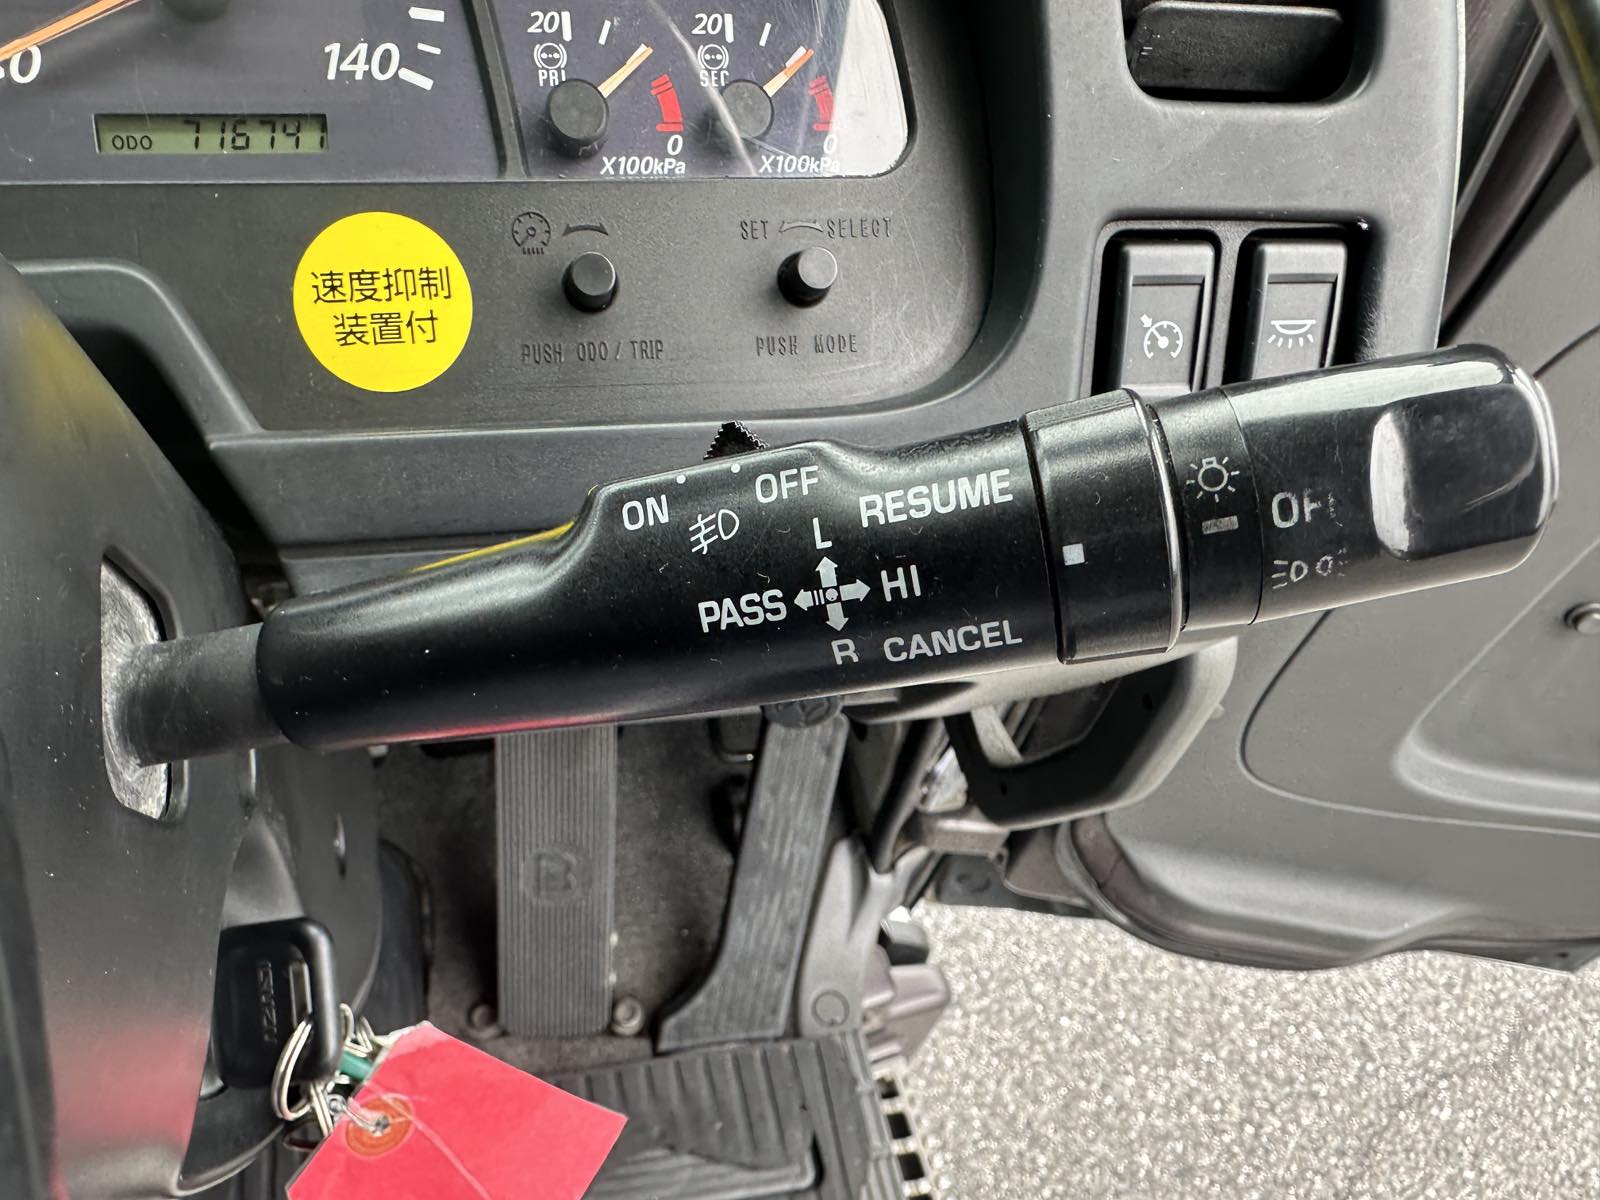 140
20
PRI
0
X100kPa
20
SEC
0
X100kPa
ODO 716741
速度抑制
装置付
PUSH ODO / TRIP
SET SELECT
PUSH MODE
ON
OFF
RESUME
L
PASS
HI
R
CANCEL
B
ISUZU